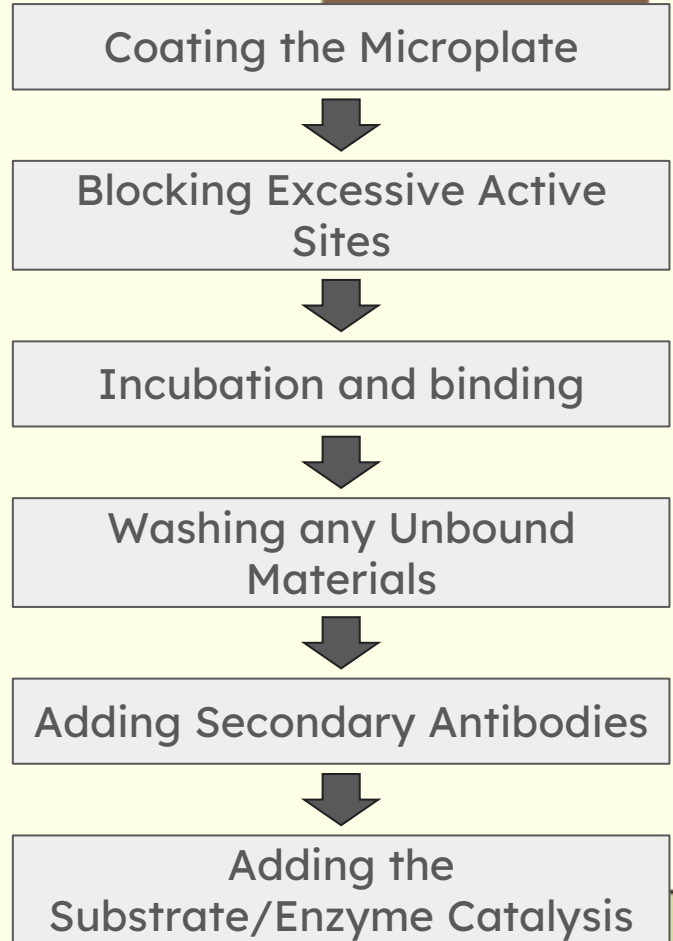 Coating the Microplate
Blocking Excessive Active
Sites
Incubation and binding
Washing any Unbound
Materials
Adding Secondary Antibodies
Adding the
Substrate/Enzyme Catalysis